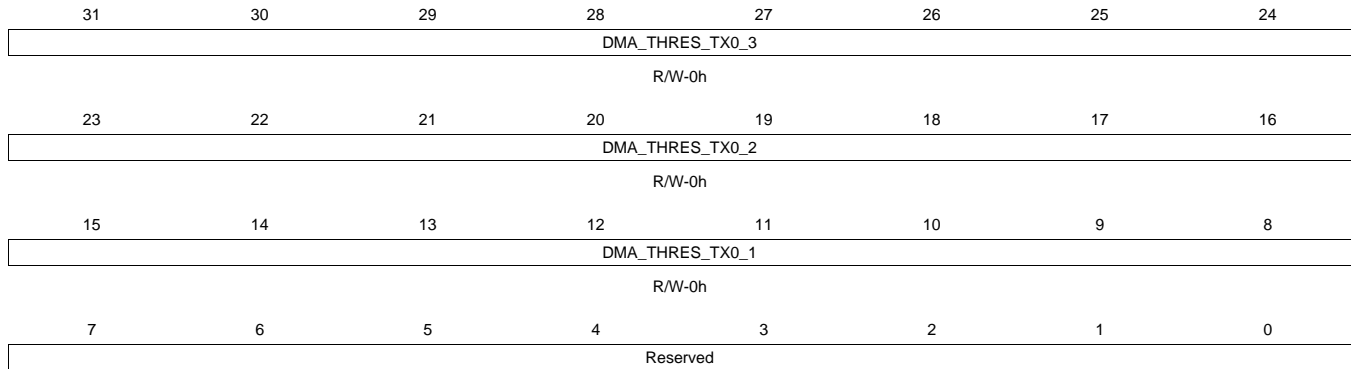 31 30 29 28 27 26 25 24
DMA_THRES_TX0_3
R/W-0h
23 22 21 20 19 18 17 16
DMA_THRES_TX0_2
R/W-0h
15 14 13 12 11 10 9 8
DMA_THRES_TX0_1
R/W-0h
7 6 5 4 3 2 1 0
Reserved